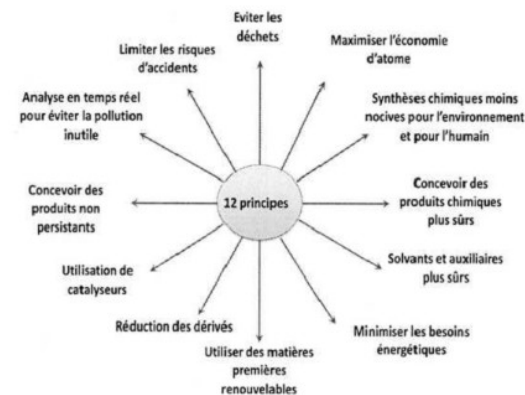 Eviter les
déchets
Maximiser l'économie
d'atome
Synthèses chimiques moins
nocives pour l'environnement
et pour l'humain
Concevoir des
produits chimiques
plus sûrs
Solvants et auxiliaires
plus sûrs
Minimiser les besoins
énergétiques
Utiliser des matières
premières
renouvelables
Réduction des dérivés
Utilisation de
catalyseurs
Concevoir des
produits non
persistants
Analyse en temps réel
pour éviter la pollution
inutile
Limiter les risques
d'accidents
12 principes